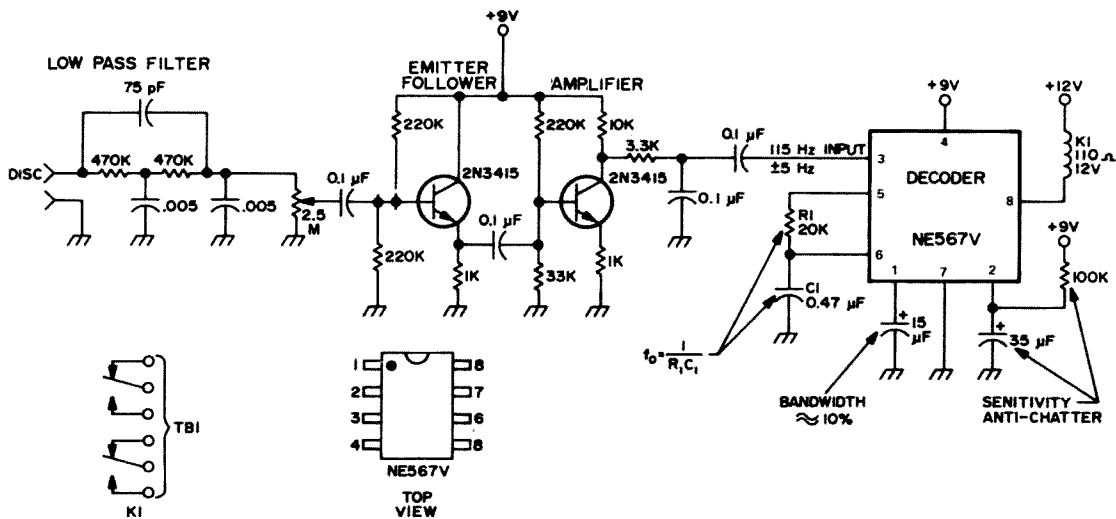 +9V
LOW PASS FILTER
75 pF
470K
470K
DISC
.005
.005
2.5
M
0.1 µF
EMITTER
FOLLOWER
220K
220K
2N3415
1K
0.1 µF
AMPLIFIER
220K
10K
33K
2N3415
1K
3.3K
0.1 µF
0.1 µF
115 Hz INPUT
±5 Hz
+9V
4
3
5
6
8
1
7
2
DECODER
NE567V
+12V
K1
110 Ω
12V
+9V
100K
R1
20K
C1
0.47 µF
f₀=1/R₁C₁
+
15
µF
+
35 µF
BANDWIDTH
≈ 10%
SENITIVITY
ANTI-CHATTER
TB1
K1
1
2
3
4
8
7
6
8
NE567V
TOP
VIEW